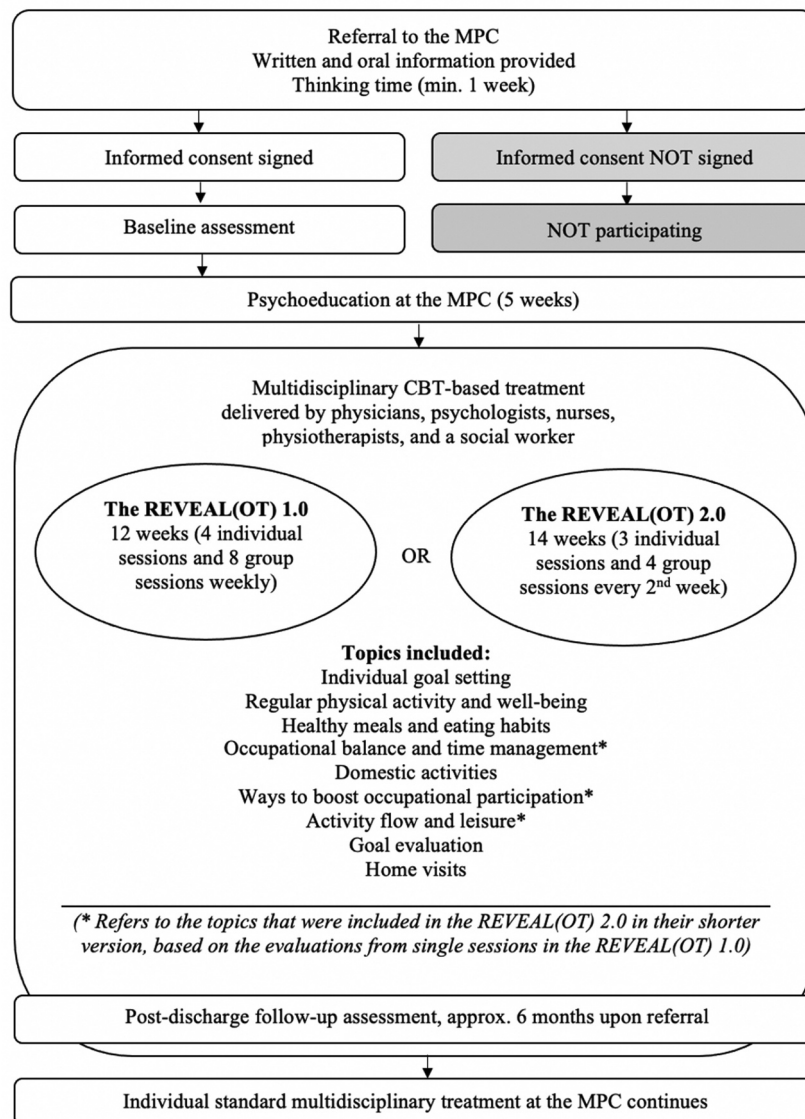 Referral to the MPC
Written and oral information provided
Thinking time (min. 1 week)
Informed consent signed
Informed consent NOT signed
Baseline assessment
NOT participating
Psychoeducation at the MPC (5 weeks)
Multidisciplinary CBT-based treatment
delivered by physicians, psychologists, nurses,
physiotherapists, and a social worker
The REVEAL(OT) 1.0
12 weeks (4 individual
sessions and 8 group
sessions weekly)
OR
The REVEAL(OT) 2.0
14 weeks (3 individual
sessions and 4 group
sessions every 2nd week)
Topics included:
Individual goal setting
Regular physical activity and well-being
Healthy meals and eating habits
Occupational balance and time management*
Domestic activities
Ways to boost occupational participation*
Activity flow and leisure*
Goal evaluation
Home visits
(* Refers to the topics that were included in the REVEAL(OT) 2.0 in their shorter
version, based on the evaluations from single sessions in the REVEAL(OT) 1.0)
Post-discharge follow-up assessment, approx. 6 months upon referral
Individual standard multidisciplinary treatment at the MPC continues